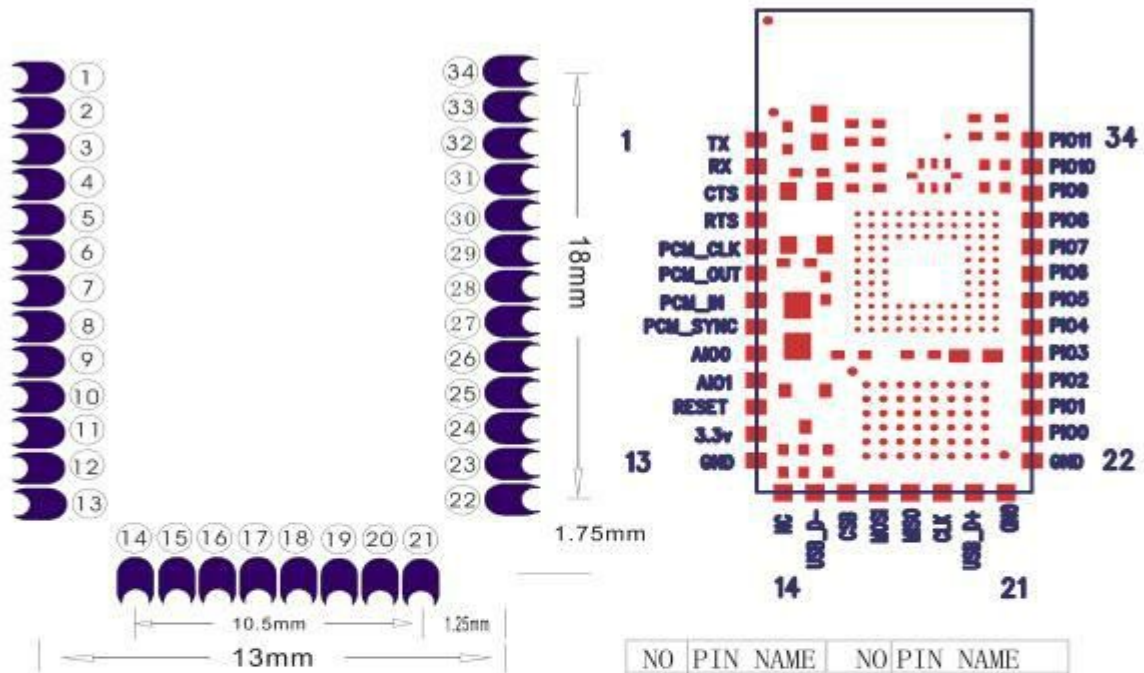 1 34
2 33
3 32
4 31
5 30
6 29
7 28
8 27
9 26
10 25
11 24
12 23
13 22
18mm
1.75mm
14 15 16 17 18 19 20 21
10.5mm 1.25mm
13mm
1 TX PIO11 34
RX PIO10
CTS PIO9
RTS PIO8
PCM_CLK PIO7
PCM_OUT PIO6
PCM_IN PIO5
PCM_SYNC PIO4
AIO0 PIO3
AIO1 PIO2
RESET PIO1
3.3v PIO0
13 GND GND 22
NC USB_D- CSB MOSI MISO CLK USB_D+ GND
14 21
NO PIN NAME NO PIN NAME